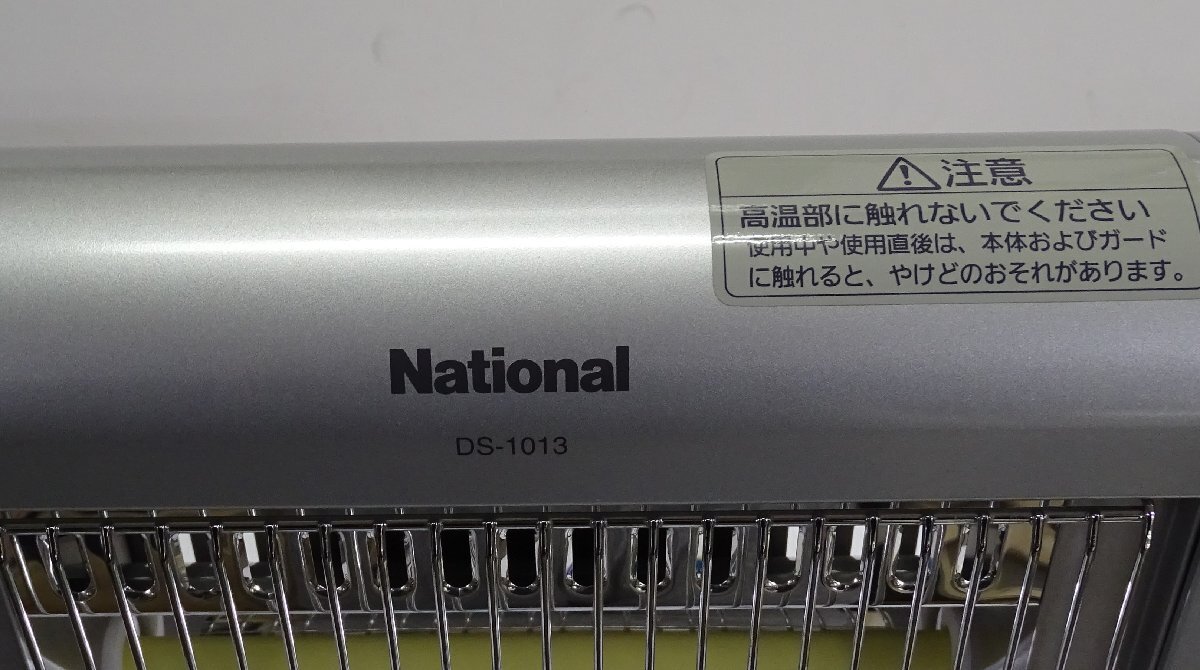 注意
高温部に触れないでください
使用中や使用直後は、本体およびガード
に触れると、やけどのおそれがあります。
National
DS-1013